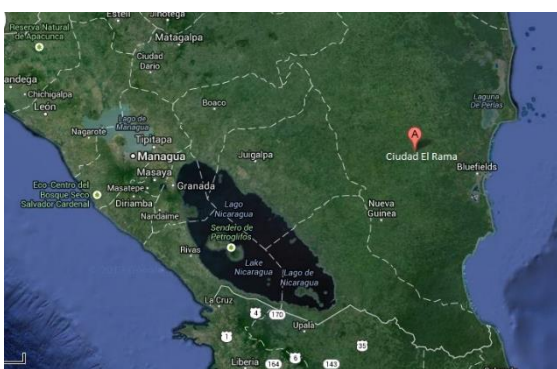 Estelí
Jinotega
Reserva Natural
de Apacunca
Matagalpa
Ciudad
Dario
Chichigalpa
León
Boaco
Laguna
De Perlas
Lago de
Managua
Nagarote
Tipitapa
A
Managua
Ciudad El Rama
Juigalpa
Masaya
Bluefields
Eco-Centro del
Bosque Seco
Salvador Cardenal
Masatepe
Granada
Diriamba
Nandaime
Lago
Nicaragua
Nueva
Guinea
Sendero de
Petroglifos
Rivas
Lake
Nicaragua
Lago de
Nicaragua
La Cruz
4
170
Upala
1
35
Liberia
164
6
143